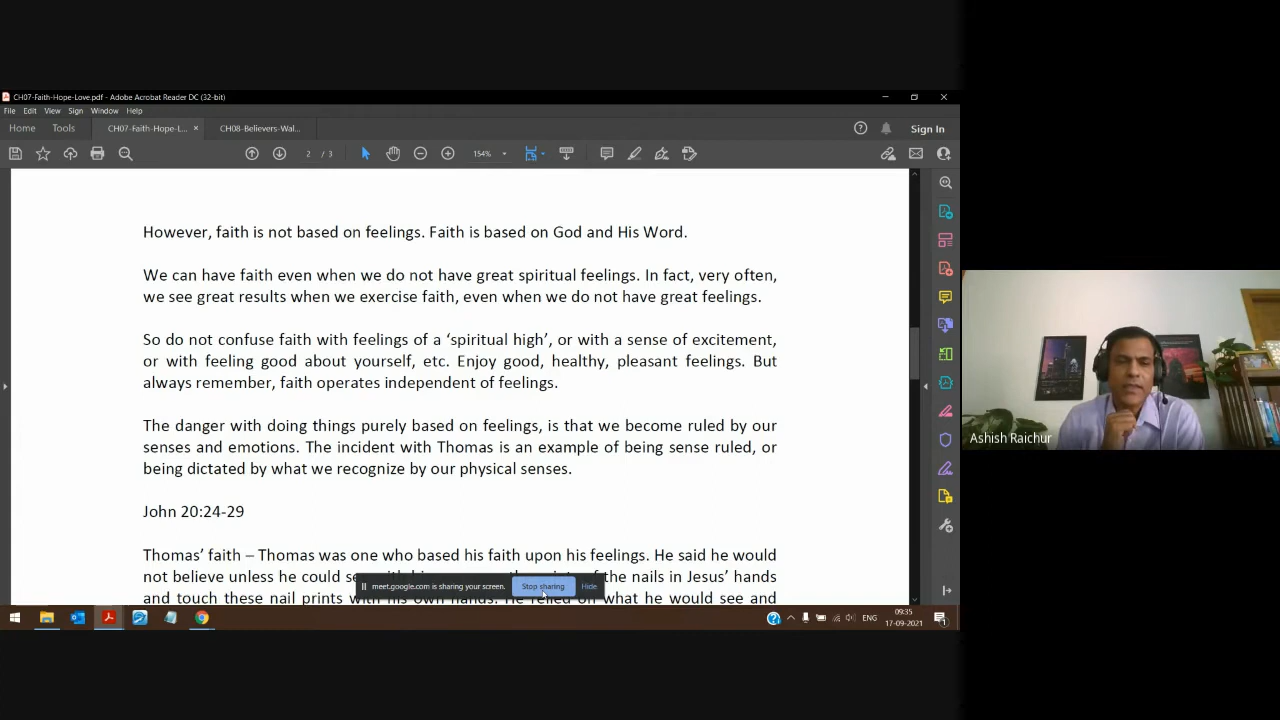 CH07-Faith-Hope-Love.pdf - Adobe Acrobat Reader DC (32-bit)
File Edit View Sign Window Help
Home Tools CH07-Faith-Hope-L... × CH08-Believers-Wal... Sign In
2 / 3 154%
However, faith is not based on feelings. Faith is based on God and His Word.
We can have faith even when we do not have great spiritual feelings. In fact, very often,
we see great results when we exercise faith, even when we do not have great feelings.
So do not confuse faith with feelings of a ‘spiritual high’, or with a sense of excitement,
or with feeling good about yourself, etc. Enjoy good, healthy, pleasant feelings. But
always remember, faith operates independent of feelings.
The danger with doing things purely based on feelings, is that we become ruled by our
senses and emotions. The incident with Thomas is an example of being sense ruled, or
being dictated by what we recognize by our physical senses.
John 20:24-29
Thomas’ faith – Thomas was one who based his faith upon his feelings. He said he would
not believe unless he could the nails in Jesus’ hands
and touch these nail prints with his own hands. He relied on what he would see and
meet.google.com is sharing your screen. Stop sharing Hide
Ashish Raichur
ENG 09:35
17-09-2021